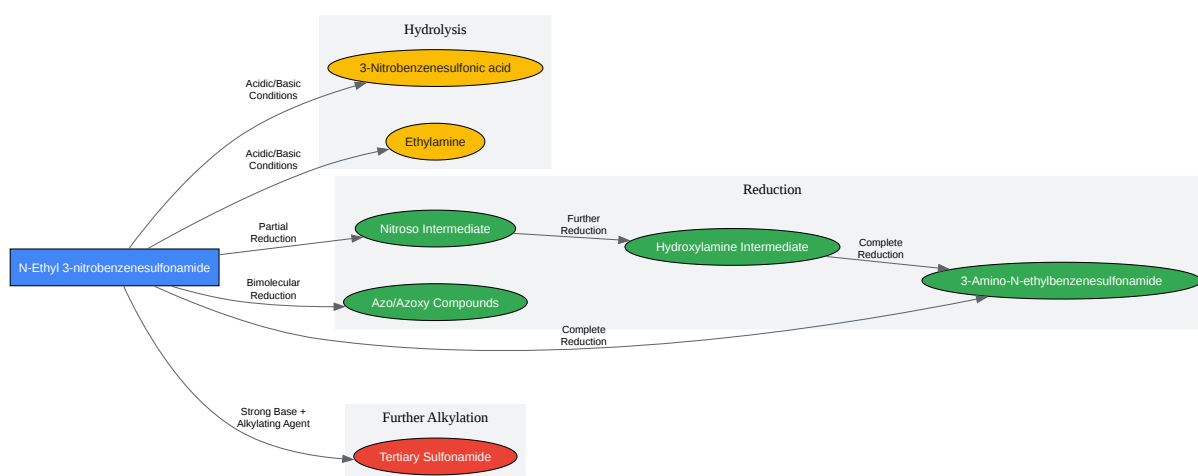 Hydrolysis
3-Nitrobenzenesulfonic acid
Acidic/Basic
Conditions
Ethylamine
Acidic/Basic
Conditions
Reduction
Partial
Reduction
Nitroso Intermediate
Further
Reduction
Hydroxylamine Intermediate
Complete
Reduction
N-Ethyl 3-nitrobenzenesulfonamide
3-Amino-N-ethylbenzenesulfonamide
Bimolecular
Reduction
Azo/Azoxy Compounds
Complete
Reduction
Strong Base +
Alkylating Agent
Further Alkylation
Tertiary Sulfonamide